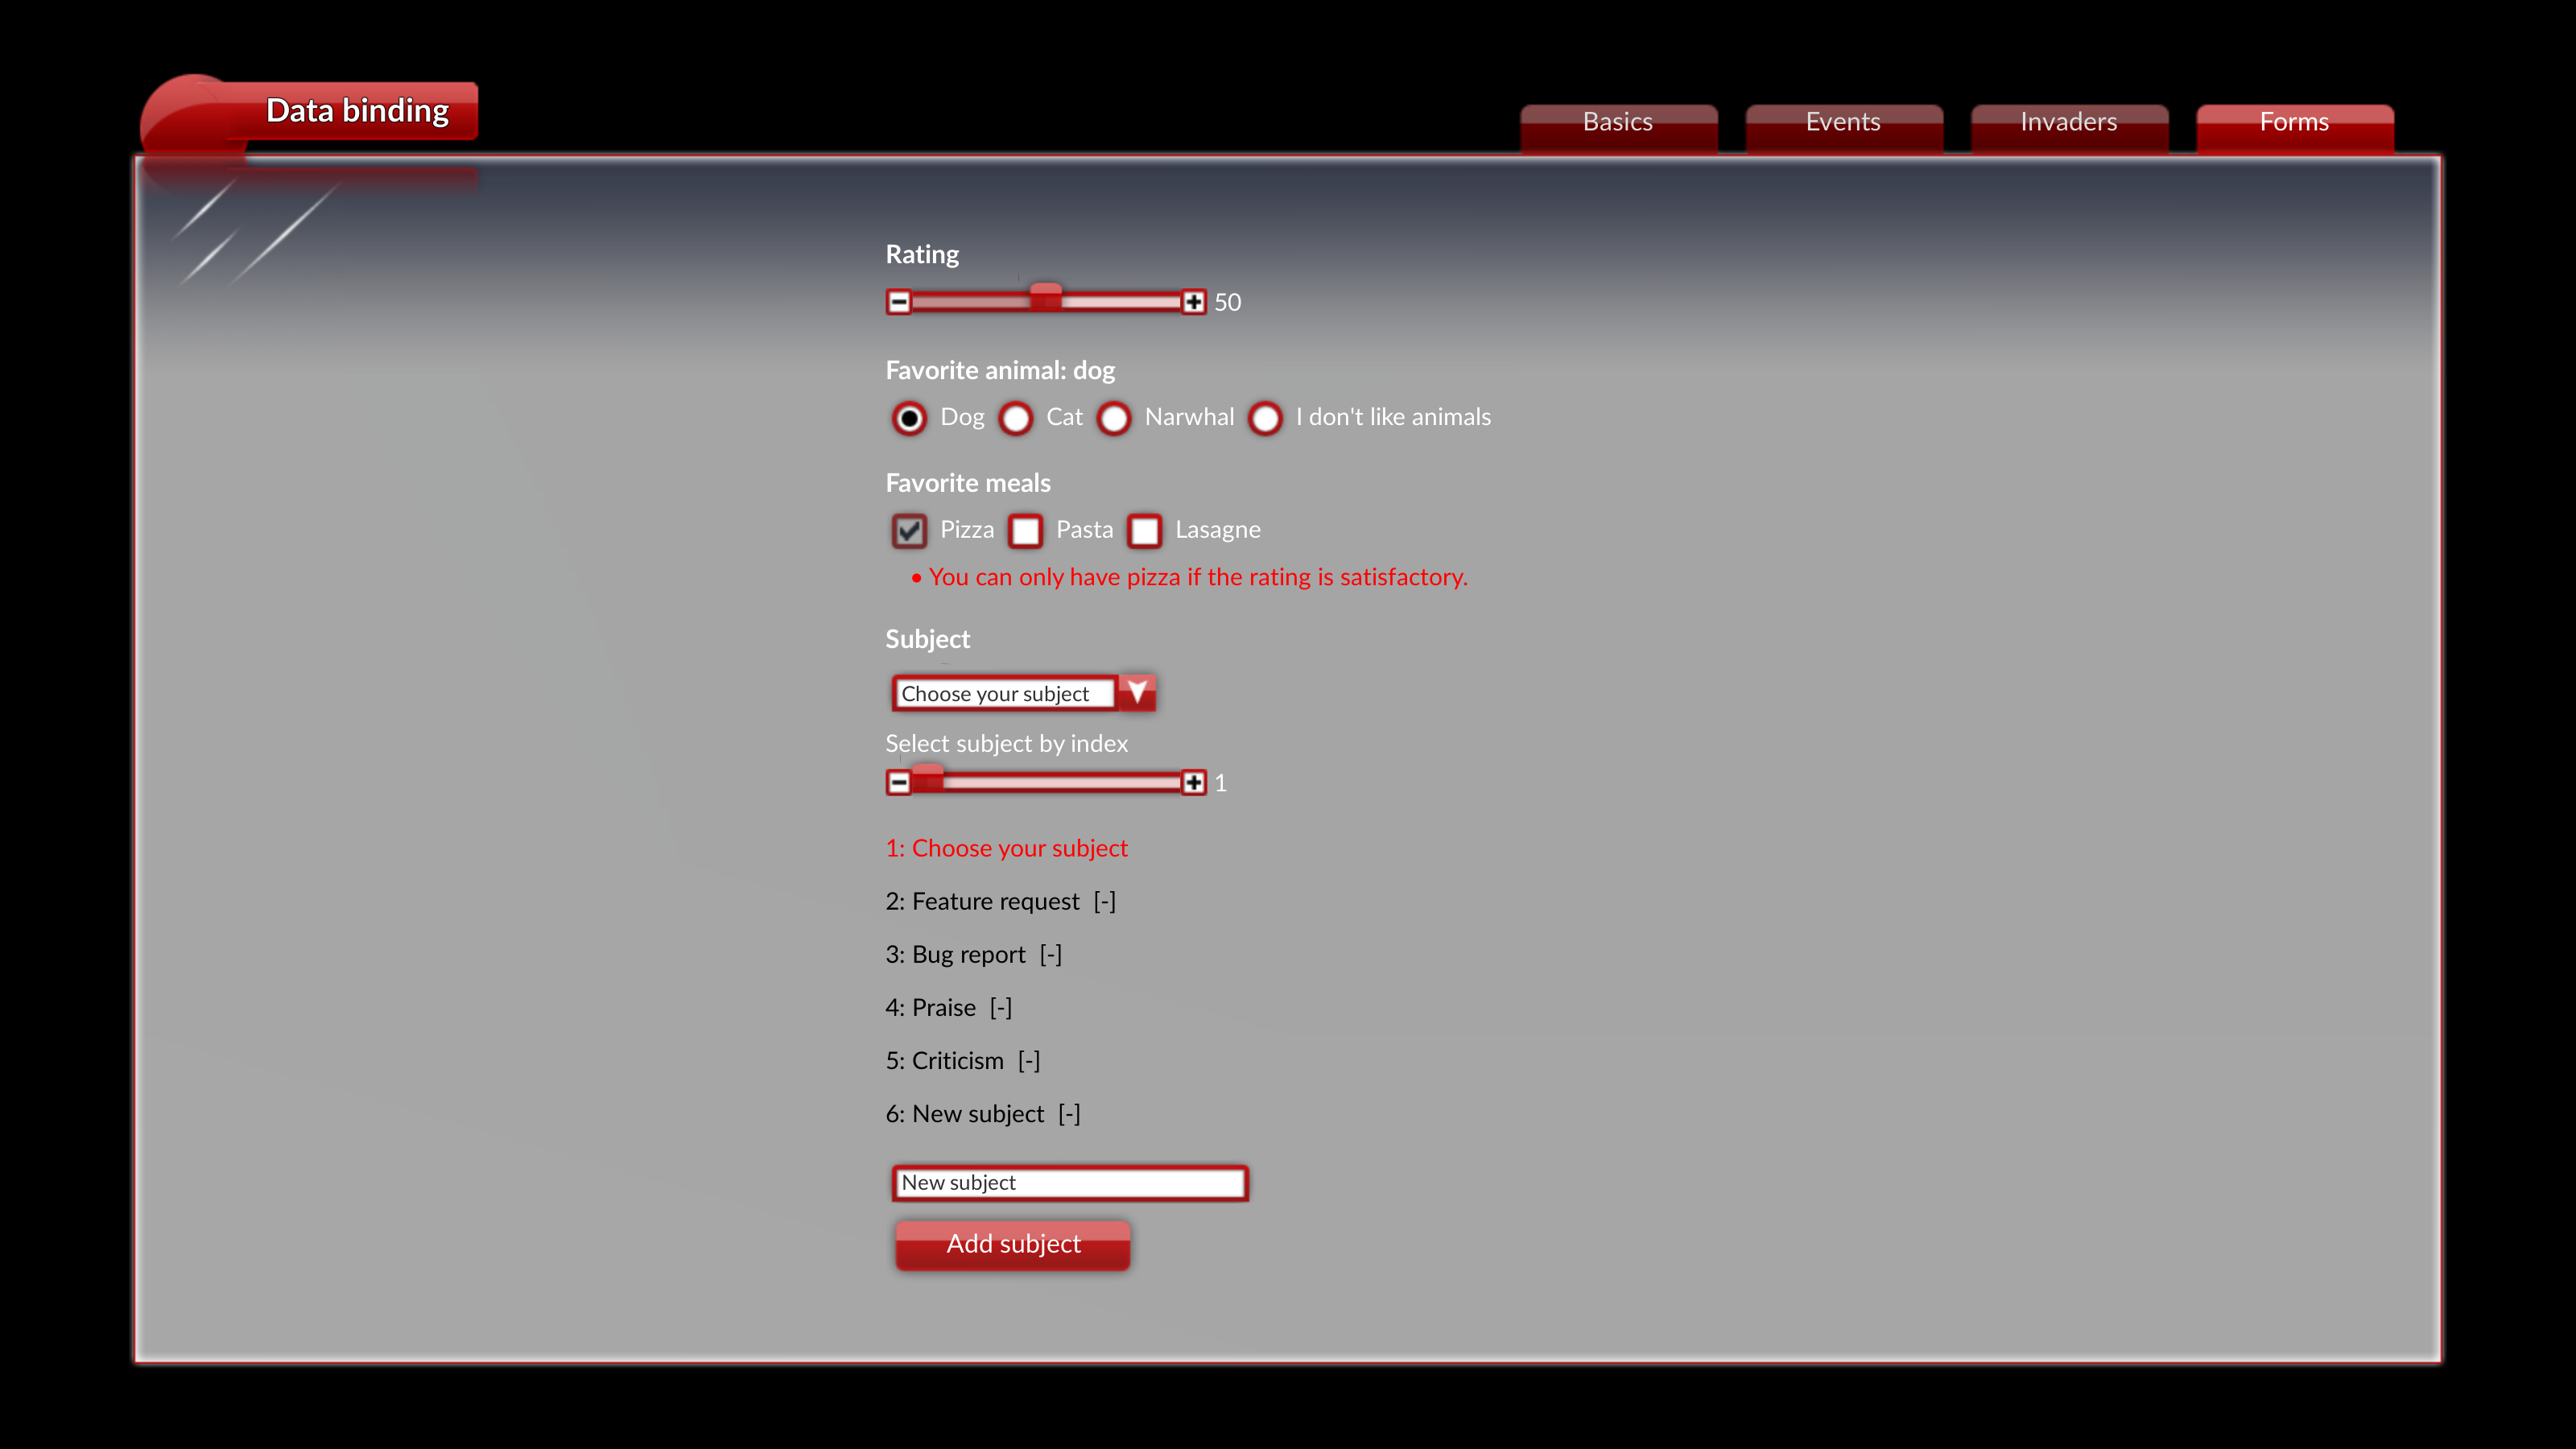 Data binding
Basics Events Invaders Forms
Rating
50
Favorite animal: dog
Dog Cat Narwhal I don't like animals
Favorite meals
Pizza Pasta Lasagne
• You can only have pizza if the rating is satisfactory.
Subject
Choose your subject
Select subject by index
1
1: Choose your subject
2: Feature request [-]
3: Bug report [-]
4: Praise [-]
5: Criticism [-]
6: New subject [-]
New subject
Add subject